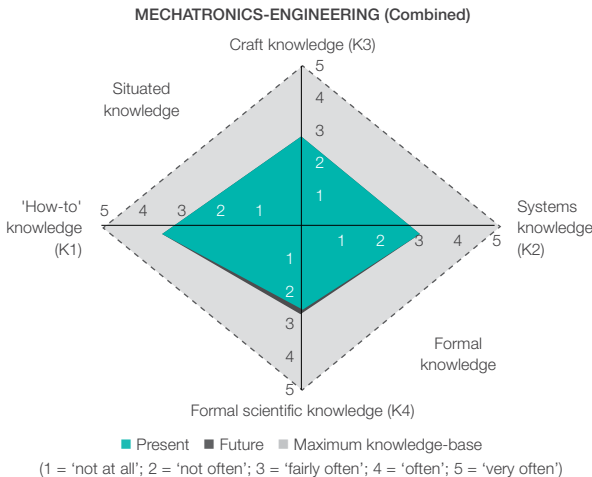 MECHATRONICS-ENGINEERING (Combined)
Craft knowledge (K3)
5
4
3
2
1
Situated
knowledge
'How-to'
knowledge
(K1)
5 4 3 2 1
1 2 3 4 5
Systems
knowledge
(K2)
1
2
3
4
5
Formal
knowledge
Formal scientific knowledge (K4)
Present Future Maximum knowledge-base
(1 = ‘not at all’; 2 = ‘not often’; 3 = ‘fairly often’; 4 = ‘often; 5 = ‘very often’)